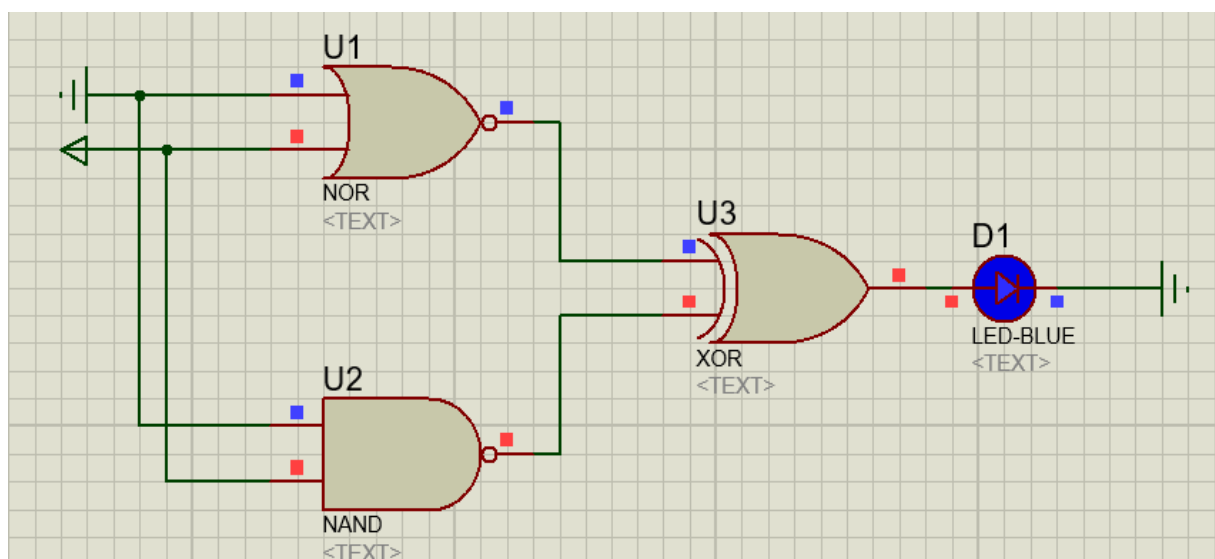 U1
NOR
<TEXT>
U3
XOR
<TEXT>
D1
LED-BLUE
<TEXT>
U2
NAND
<TEXT>